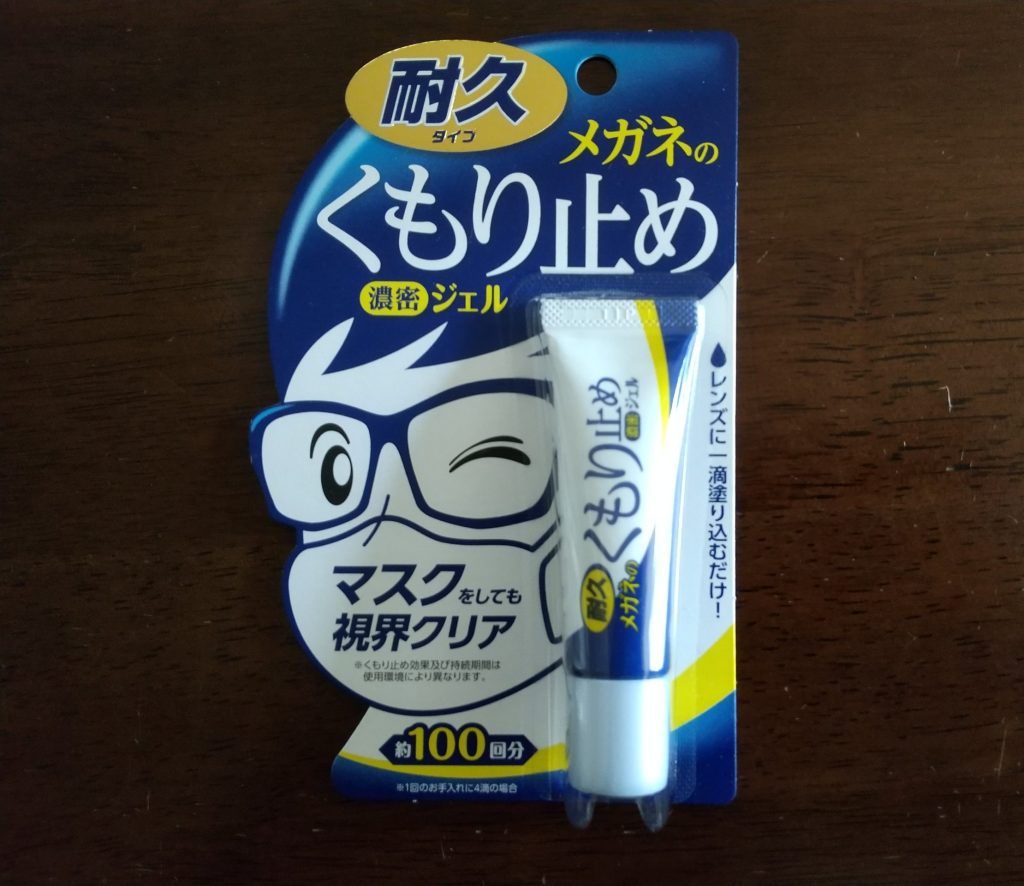 耐久
タイプ
メガネの
くもり止め
濃密 ジェル
レンズに一滴塗り込むだけ!
マスクをしても
視界クリア
※くもり止め効果及び持続期間は
使用環境により異なります。
約100回分
※1回のお手入れに4滴の場合
耐久
メガネの
くもり止め
濃密 ジェル